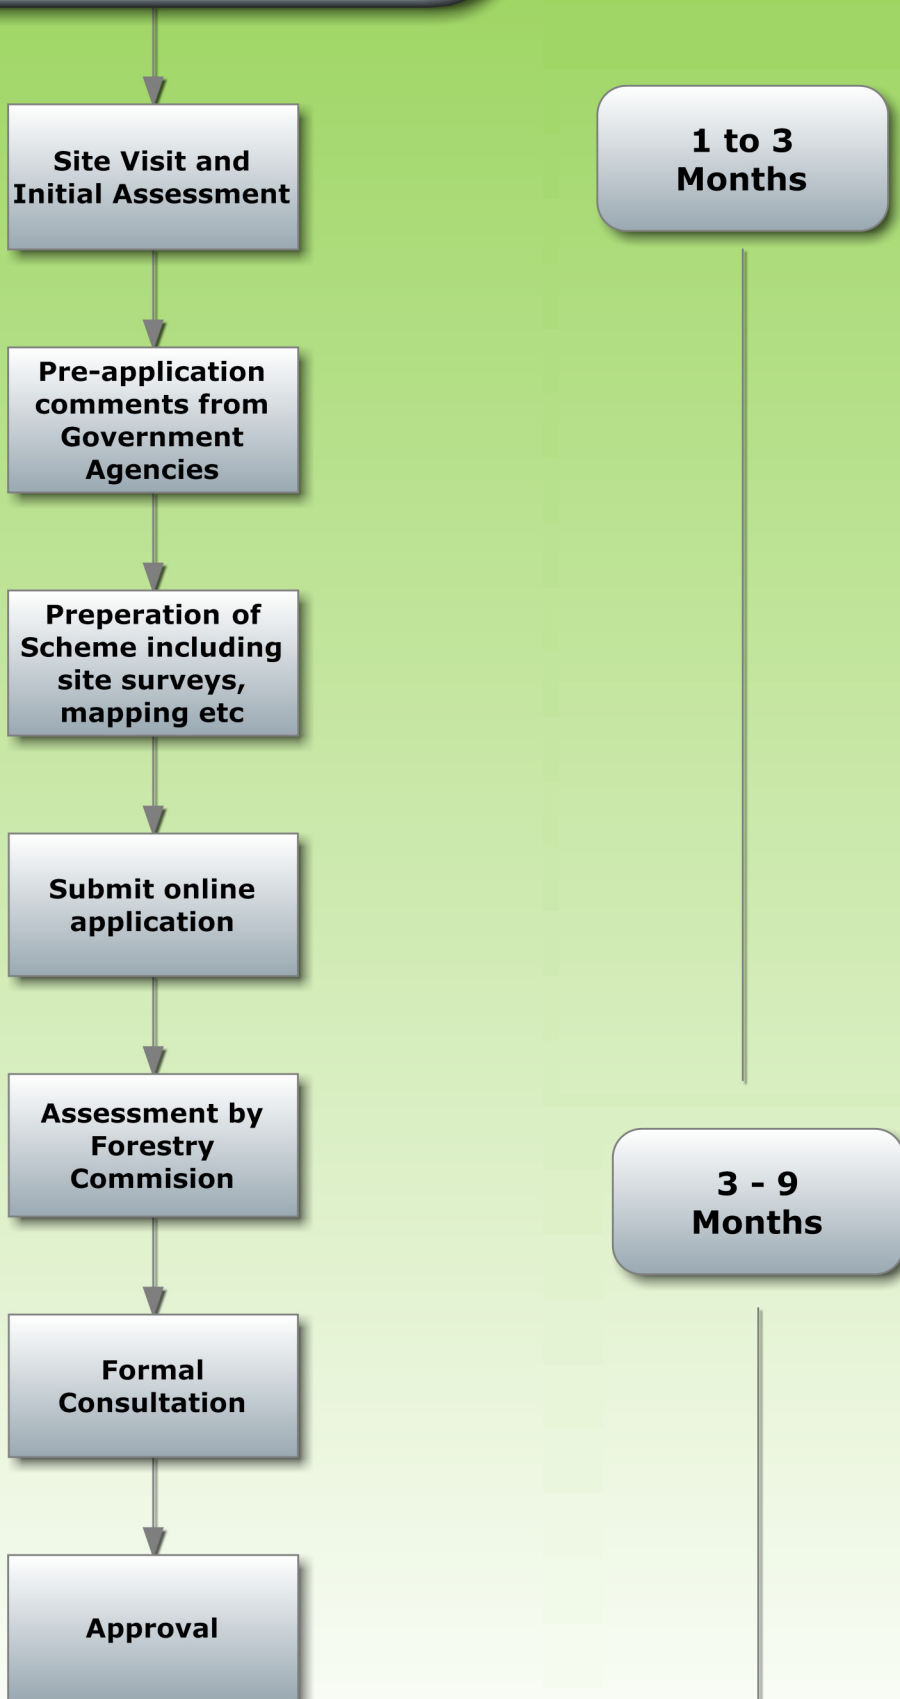 Site Visit and
Initial Assessment
1 to 3
Months
Pre-application
comments from
Government
Agencies
Preperation of
Scheme including
site surveys,
mapping etc
Submit online
application
Assessment by
Forestry
Commision
3 – 9
Months
Formal
Consultation
Approval